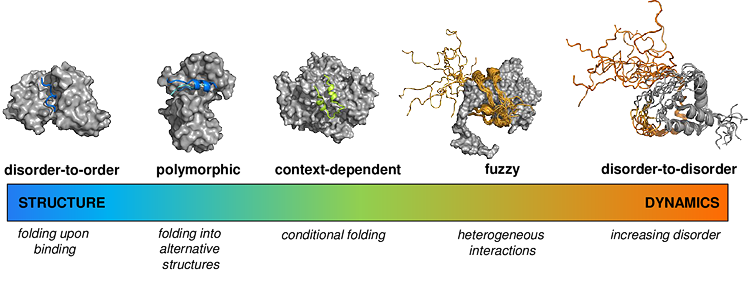 disorder-to-order
polymorphic
context-dependent
fuzzy
disorder-to-disorder
STRUCTURE
DYNAMICS
folding upon
binding
folding into
alternative
structures
conditional folding
heterogeneous
interactions
increasing disorder